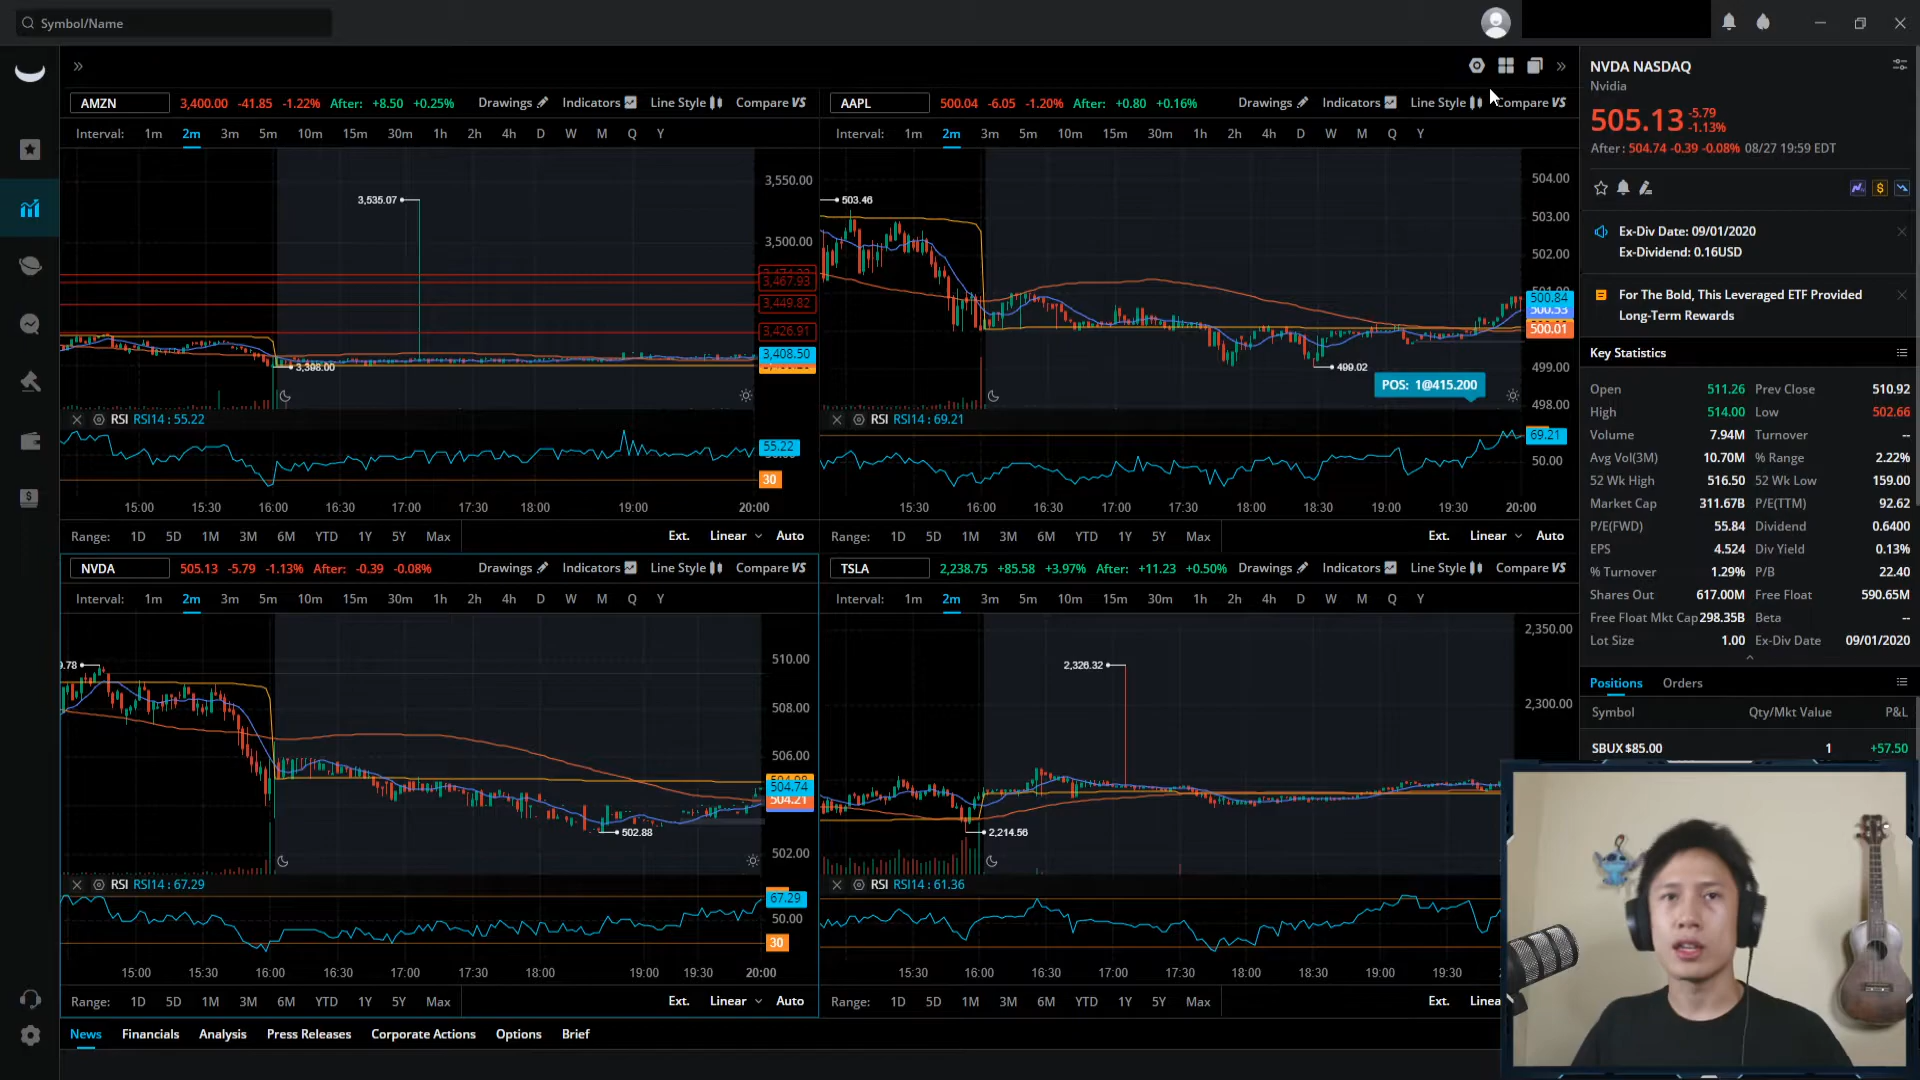 Symbol/Name
AMZN 3,400.00 -41.85 -1.22% After: +8.50 +0.25% Drawings Indicators Line Style Compare VS
Interval: 1m 2m 3m 5m 10m 15m 30m 1h 2h 4h D W M Q Y
3,550.00
3,535.07
3,500.00
3,467.93
3,449.82
3,426.91
3,408.50
3,398.00
RSI RSI14 : 55.22
55.22
30
15:00 15:30 16:00 16:30 17:00 17:30 18:00 19:00 20:00
Range: 1D 5D 1M 3M 6M YTD 1Y 5Y Max Ext. Linear Auto
AAPL 500.04 -6.05 -1.20% After: +0.80 +0.16% Drawings Indicators Line Style Compare VS
Interval: 1m 2m 3m 5m 10m 15m 30m 1h 2h 4h D W M Q Y
504.00
503.46
503.00
502.00
500.84
500.53
500.01
499.02
499.00
POS: 1@415.200
498.00
RSI RSI14 : 69.21
69.21
50.00
15:30 16:00 16:30 17:00 17:30 18:00 18:30 19:00 19:30 20:00
Range: 1D 5D 1M 3M 6M YTD 1Y 5Y Max Ext. Linear Auto
NVDA 505.13 -5.79 -1.13% After: -0.39 -0.08% Drawings Indicators Line Style Compare VS
Interval: 1m 2m 3m 5m 10m 15m 30m 1h 2h 4h D W M Q Y
9.78
510.00
508.00
506.00
504.74
504.21
502.88
502.00
RSI RSI14 : 67.29
67.29
50.00
30
15:00 15:30 16:00 16:30 17:00 17:30 18:00 19:00 19:30 20:00
Range: 1D 5D 1M 3M 6M YTD 1Y 5Y Max Ext. Linear Auto
TSLA 2,238.75 +85.58 +3.97% After: +11.23 +0.50% Drawings Indicators Line Style Compare VS
Interval: 1m 2m 3m 5m 10m 15m 30m 1h 2h 4h D W M Q Y
2,350.00
2,326.32
2,300.00
2,214.56
RSI RSI14 : 61.36
15:30 16:00 16:30 17:00 17:30 18:00 18:30 19:00 19:30
Range: 1D 5D 1M 3M 6M YTD 1Y 5Y Max Ext. Linea
News Financials Analysis Press Releases Corporate Actions Options Brief
NVDA NASDAQ
Nvidia
505.13 -5.79
-1.13%
After : 504.74 -0.39 -0.08% 08/27 19:59 EDT
Ex-Div Date: 09/01/2020
Ex-Dividend: 0.16USD
For The Bold, This Leveraged ETF Provided
Long-Term Rewards
Key Statistics
Open 511.26 Prev Close 510.92
High 514.00 Low 502.66
Volume 7.94M Turnover --
Avg Vol(3M) 10.70M % Range 2.22%
52 Wk High 516.50 52 Wk Low 159.00
Market Cap 311.67B P/E(TTM) 92.62
P/E(FWD) 55.84 Dividend 0.6400
EPS 4.524 Div Yield 0.13%
% Turnover 1.29% P/B 22.40
Shares Out 617.00M Free Float 590.65M
Free Float Mkt Cap 298.35B Beta --
Lot Size 1.00 Ex-Div Date 09/01/2020
Positions Orders
Symbol Qty/Mkt Value P&L
SBUX $85.00 1 +57.50